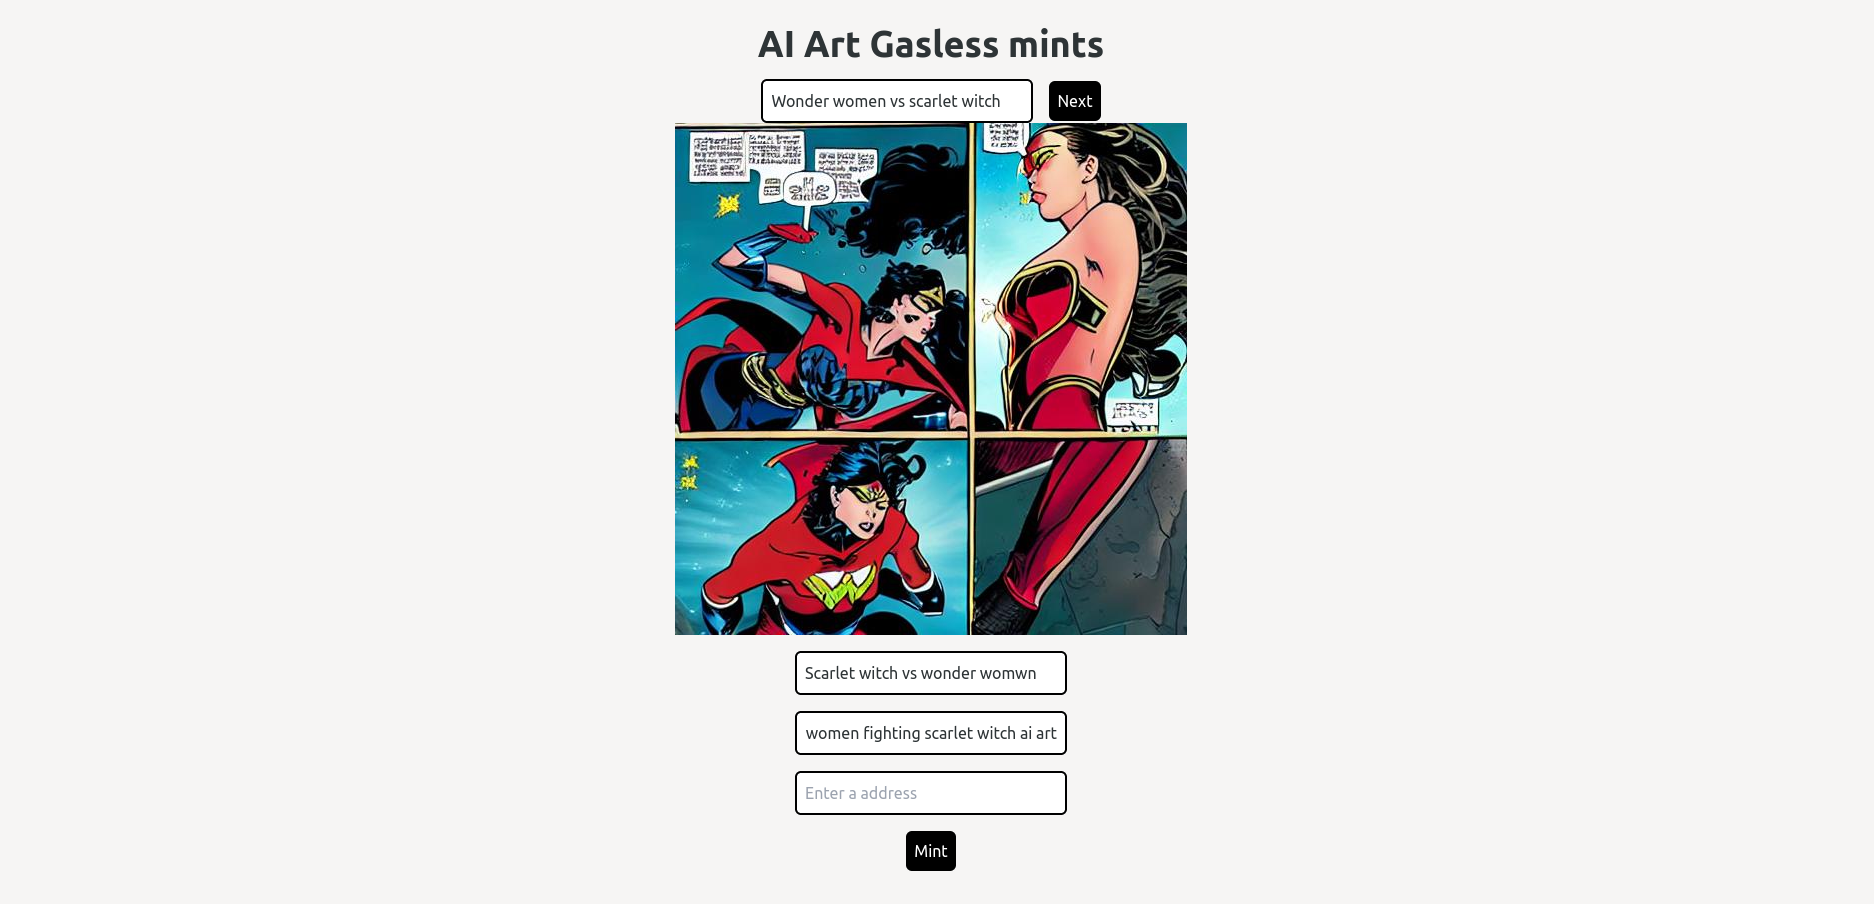 AI Art Gasless mints
Wonder women vs scarlet witch
Next
Scarlet witch vs wonder womwn
women fighting scarlet witch ai art
Enter a address
Mint